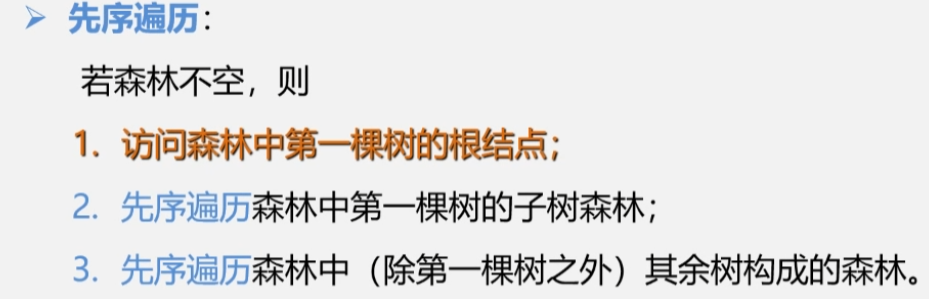 ➢ 先序遍历：
若森林不空，则
1. 访问森林中第一棵树的根结点；
2. 先序遍历森林中第一棵树的子树森林；
3. 先序遍历森林中（除第一棵树之外）其余树构成的森林。